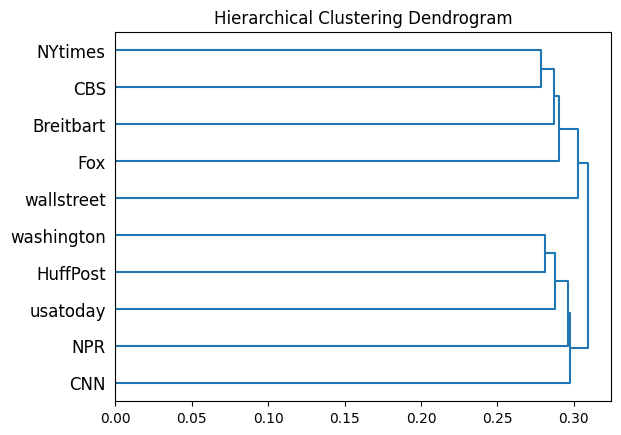 Hierarchical Clustering Dendrogram
NYtimes
CBS
Breitbart
Fox
wallstreet
washington
HuffPost
usatoday
NPR
CNN
0.00 0.05 0.10 0.15 0.20 0.25 0.30